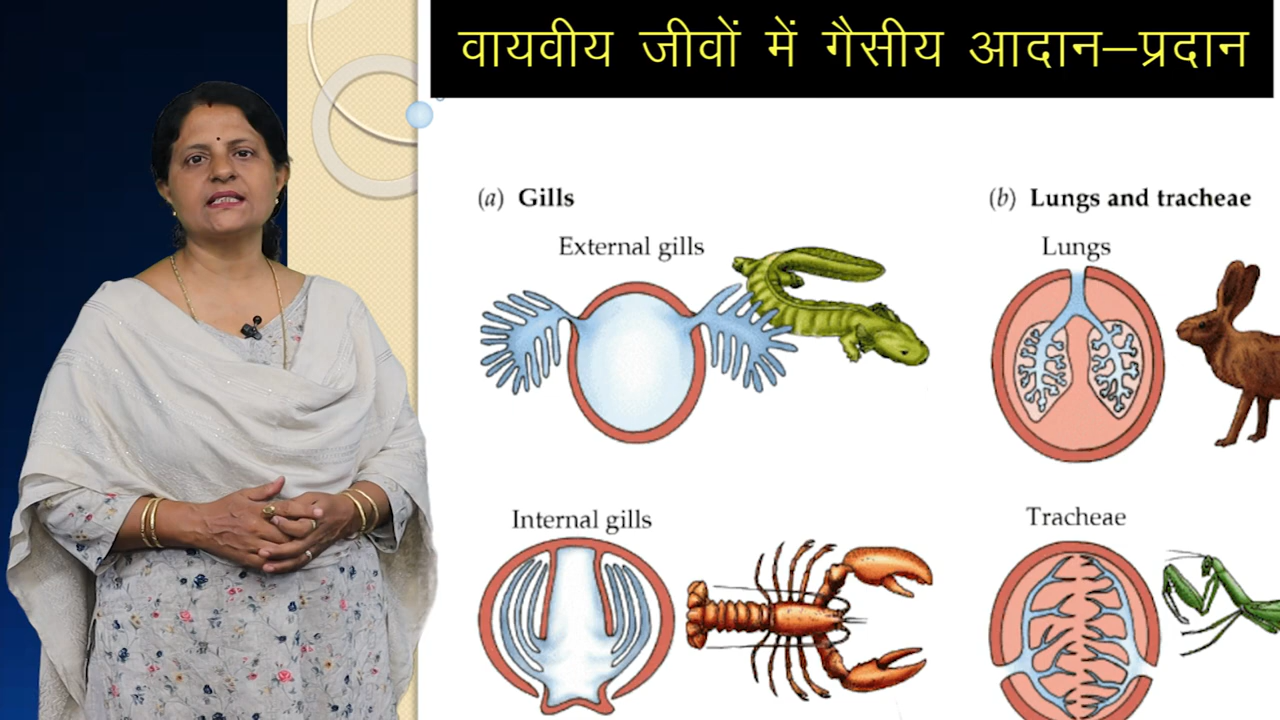 वायवीय जीवों में गैसीय आदान–प्रदान
(a) Gills
External gills
Internal gills
(b) Lungs and tracheae
Lungs
Tracheae